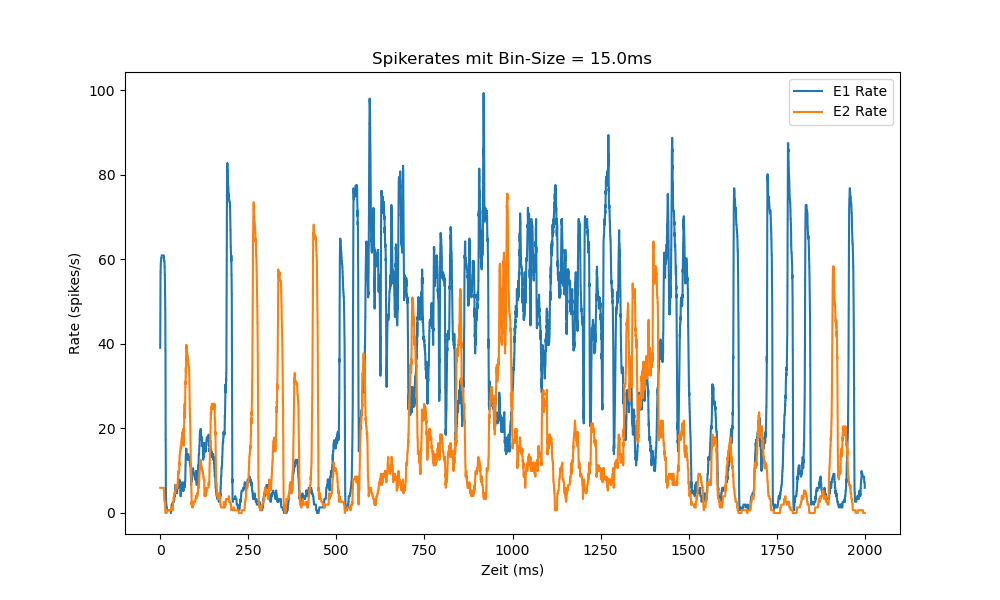 Spikerates mit Bin-Size = 15.0ms
E1 Rate
E2 Rate
100
80
60
40
20
0
Rate (spikes/s)
0 250 500 750 1000 1250 1500 1750 2000
Zeit (ms)